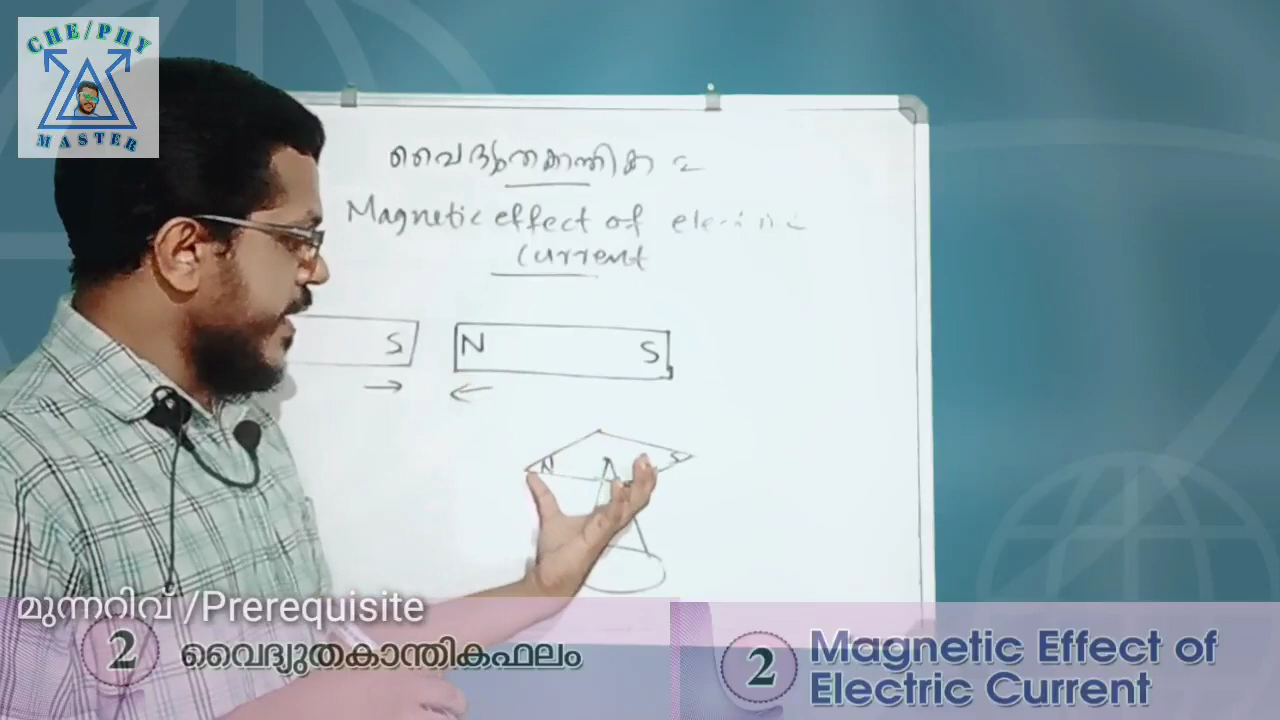 CHE/PHY
MASTER
വൈദ്യുതകാന്തിക
Magnetic effect of
current
S
N
S
N
S
മുന്നറിവ് /Prerequisite
2
വൈദ്യുതകാന്തികഫലം
2
Magnetic Effect of
Electric Current